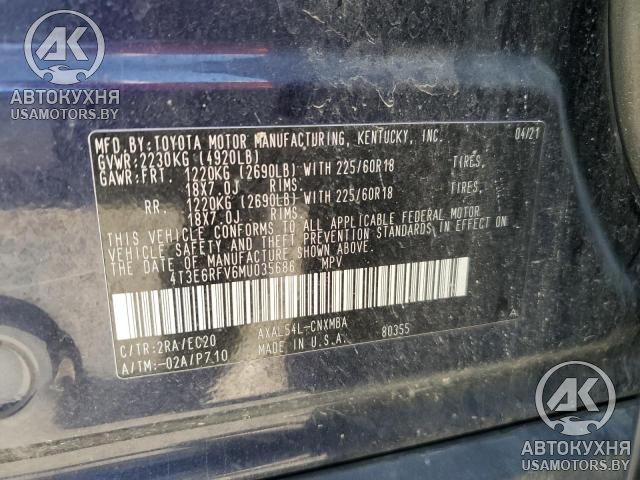 AK
АВТОКУХНЯ
USAMOTORS.BY
MFD.BY:TOYOTA MOTOR MANUFACTURING, KENTUCKY, INC. 04/21
GVWR:2230KG (4920LB)
GAWR:FRT. 1220KG (2690LB) WITH 225/60R18 TIRES,
18X7.0J RIMS.
RR. 1220KG (2690LB) WITH 225/60R18 TIRES,
18X7.0J RIMS.
THIS VEHICLE CONFORMS TO ALL APPLICABLE FEDERAL MOTOR
VEHICLE SAFETY AND THEFT PREVENTION STANDARDS IN EFFECT ON THE
DATE OF MANUFACTURE SHOWN ABOVE.
4T3E6RFV6MU035686 MPV
C/TR:2RA/EC20 AXAL54L-CNXMBA 80355 A
A/TM:-02A/P710 MADE IN U.S.A.
AK
АВТОКУХНЯ
USAMOTORS.BY